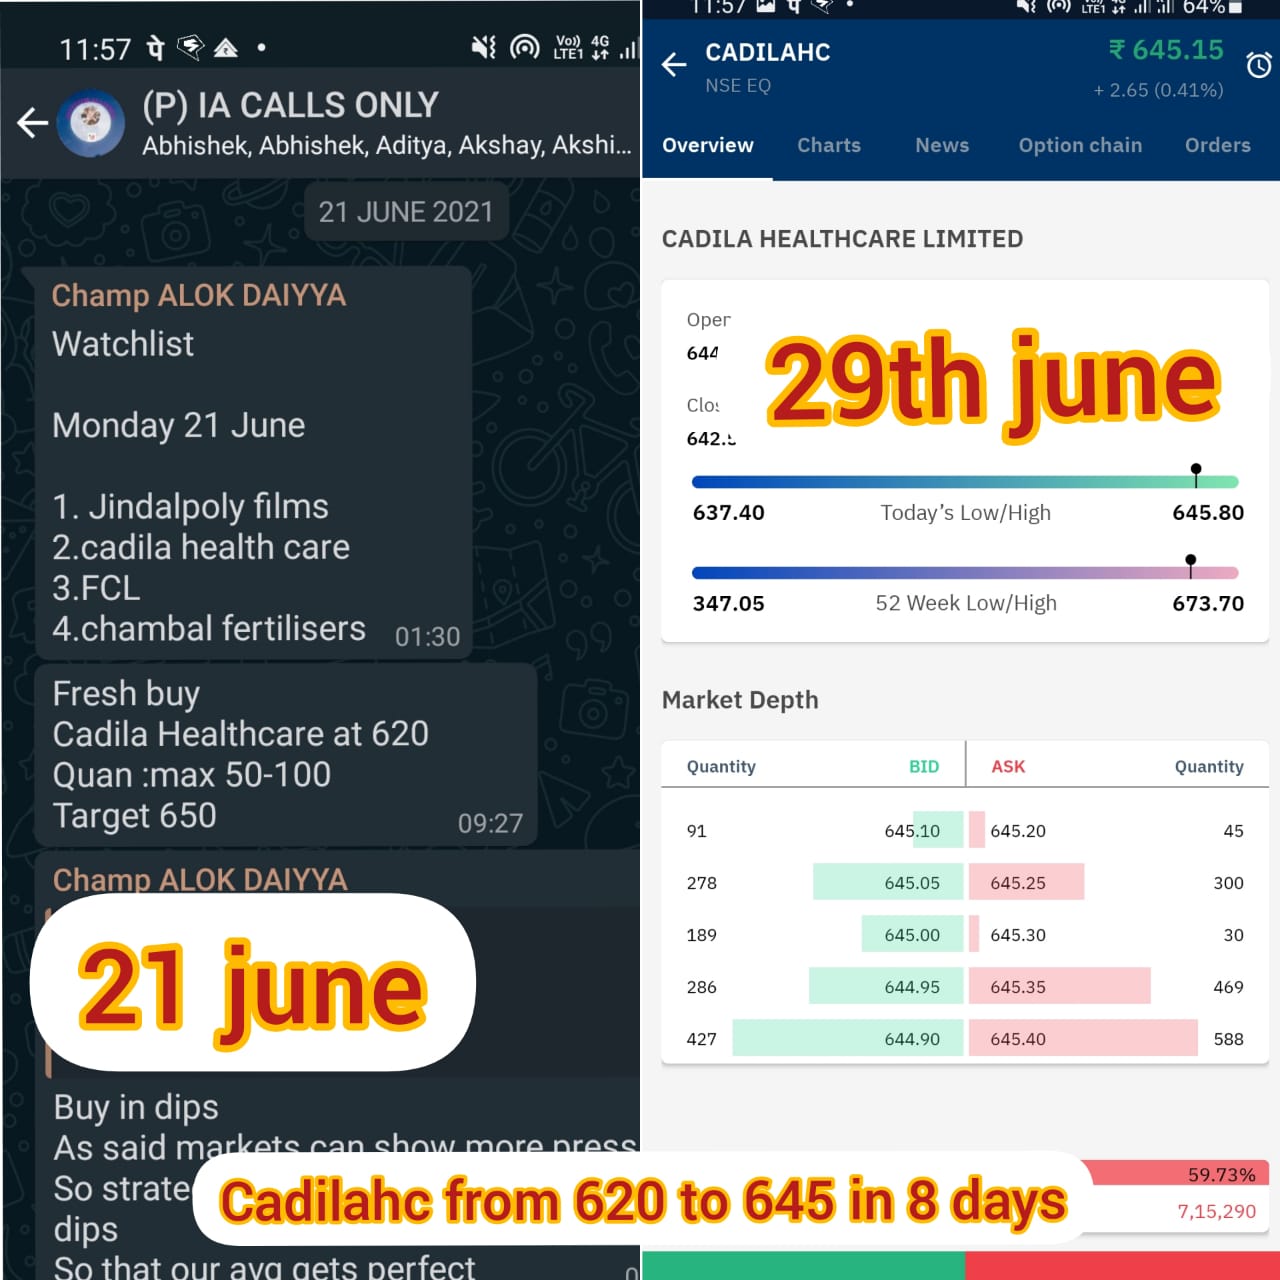 11:57
VoD LTE1 4G
(P) IA CALLS ONLY
Abhishek, Abhishek, Aditya, Akshay, Akshi...
21 JUNE 2021
Champ ALOK DAIYYA
Watchlist
Monday 21 June
1. Jindalpoly films
2.cadila health care
3.FCL
4.chambal fertilisers 01:30
Fresh buy
Cadila Healthcare at 620
Quan :max 50-100
Target 650 09:27
Champ ALOK DAIYYA
21 june
Buy in dips
As said markets can show more press
So strate
dips
So that our avg gets perfect
11:57 64%
CADILAHC ₹ 645.15
NSE EQ + 2.65 (0.41%)
Overview Charts News Option chain Orders
CADILA HEALTHCARE LIMITED
Open
644
29th june
Clos
642.5
637.40 Today's Low/High 645.80
347.05 52 Week Low/High 673.70
Market Depth
Quantity BID ASK Quantity
91 645.10 645.20 45
278 645.05 645.25 300
189 645.00 645.30 30
286 644.95 645.35 469
427 644.90 645.40 588
59.73%
7,15,290
Cadilahc from 620 to 645 in 8 days